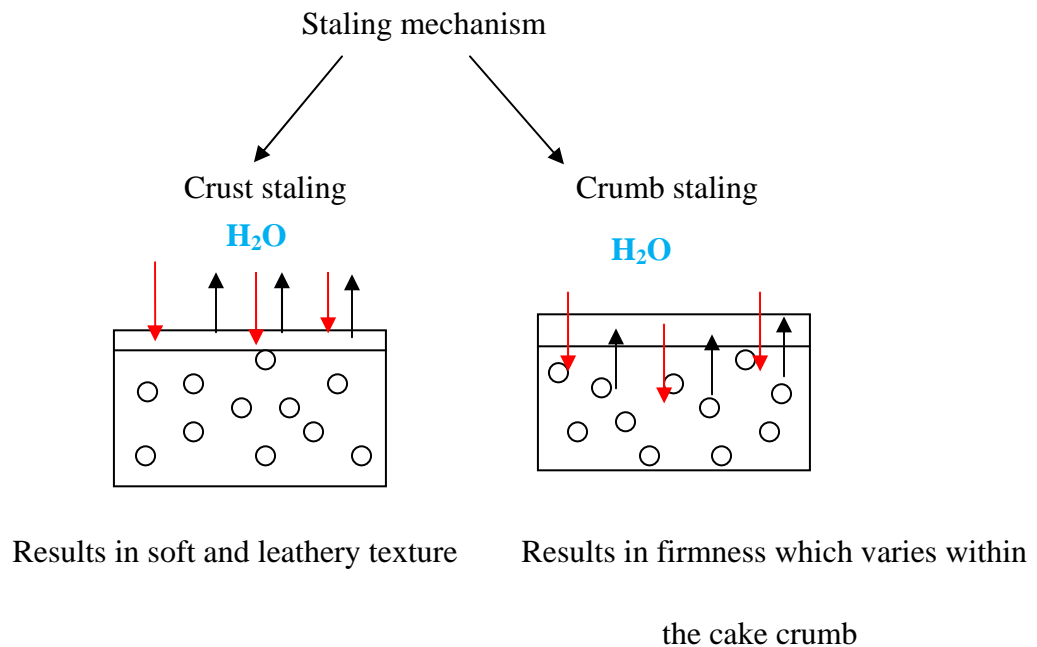 Staling mechanism
Crust staling
Crumb staling
H₂O
H₂O
Results in soft and leathery texture
Results in firmness which varies within
the cake crumb